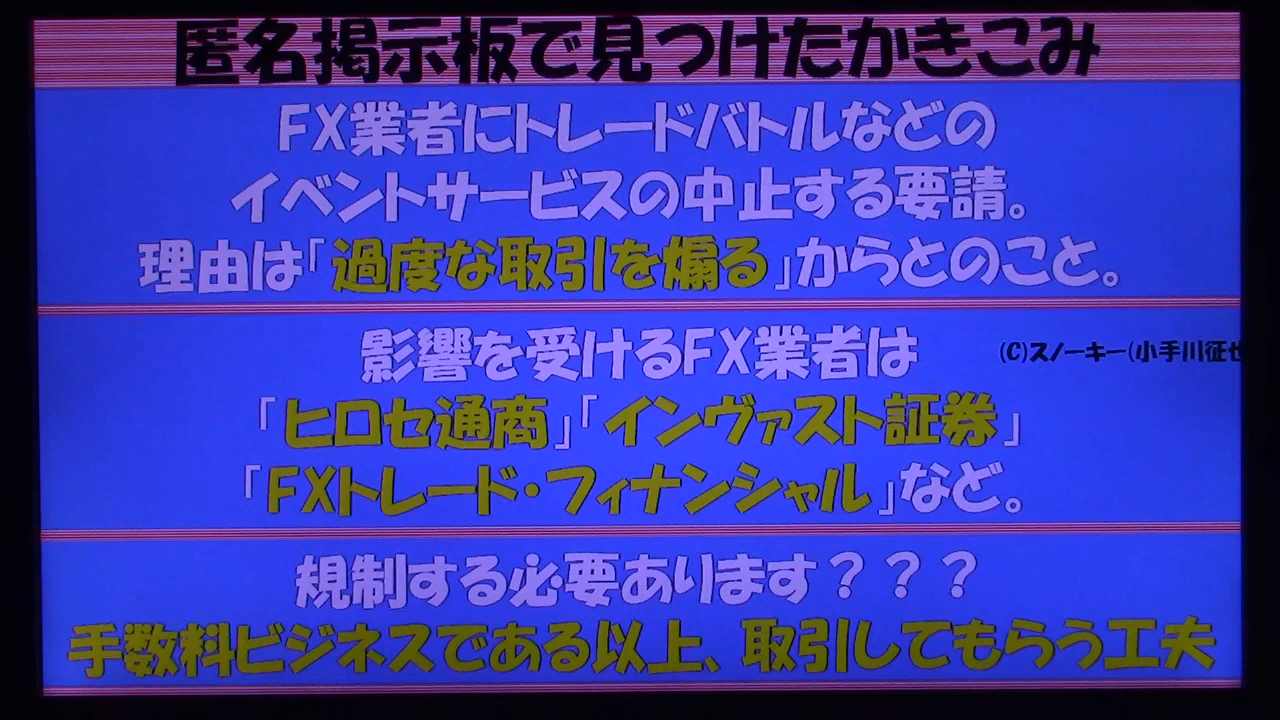 匿名掲示板で見つけたかきこみ
FX業者にトレードバトルなどの
イベントサービスの中止する要請。
理由は「過度な取引を煽る」からとのこと。
影響を受けるFX業者は
(C)スノーキー(小手川征也
「ヒロセ通商」「インヴァスト証券」
「FXトレード・フィナンシャル」など。
規制する必要あります？？？
手数料ビジネスである以上、取引してもらう工夫